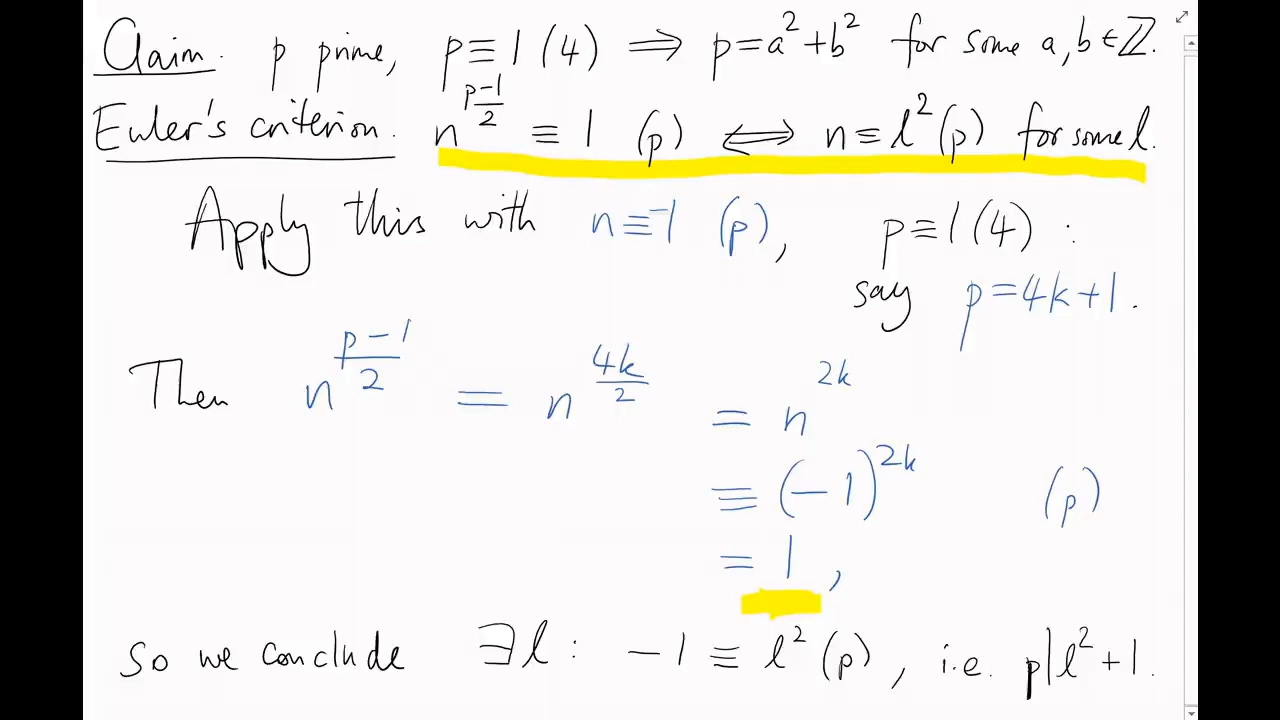 Claim. p prime, p≡1(4) ⟹ p=a²+b² for some a,b∈ℤ.
Euler's criterion. n^((p-1)/2) ≡ 1 (p) ⟺ n≡l²(p) for some l.
Apply this with n≡-1 (p), p≡1(4) :
say p=4k+1.
Then n^((p-1)/2) = n^(4k/2) = n^(2k)
≡ (-1)^(2k) (p)
= 1 ,
So we conclude ∃l : -1 ≡ l²(p), i.e. p|l²+1.